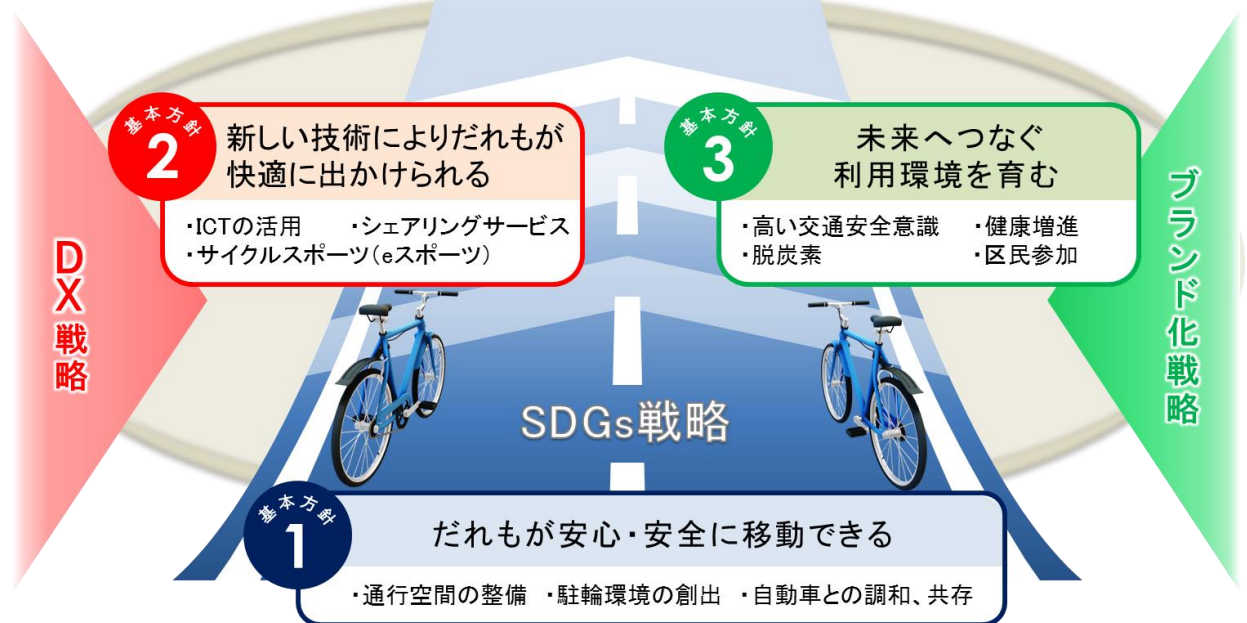 DX戦略
基本方針
2
新しい技術によりだれもが
快適に出かけられる
・ICTの活用 ・シェアリングサービス
・サイクルスポーツ(eスポーツ)
基本方針
3
未来へつなぐ
利用環境を育む
・高い交通安全意識 ・健康増進
・脱炭素 ・区民参加
ブランド化戦略
SDGs戦略
基本方針
1
だれもが安心・安全に移動できる
・通行空間の整備 ・駐輪環境の創出 ・自動車との調和、共存